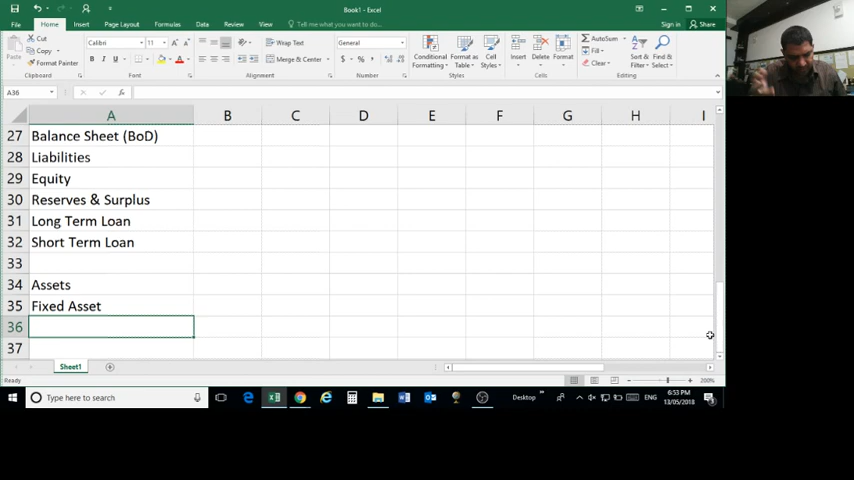 Book1 - Excel
Sign in
Share
File
Home
Insert
Page Layout
Formulas
Data
Review
View
Tell me what you want to do...
Paste
Cut
Copy
Format Painter
Clipboard
Calibri
11
B I U
Font
Wrap Text
Merge & Center
Alignment
General
$ % ,
Number
Conditional Formatting
Format as Table
Cell Styles
Styles
Insert
Delete
Format
Cells
AutoSum
Fill
Clear
Sort & Filter
Find & Select
Editing
A36
fx
A B C D E F G H I
27 Balance Sheet (BoD)
28 Liabilities
29 Equity
30 Reserves & Surplus
31 Long Term Loan
32 Short Term Loan
33
34 Assets
35 Fixed Asset
36
37
Sheet1
Ready
200%
Type here to search
Desktop
ENG
6:53 PM
13/05/2018